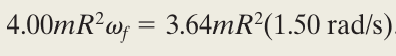 4.00mR²ω_f = 3.64mR²(1.50 rad/s).